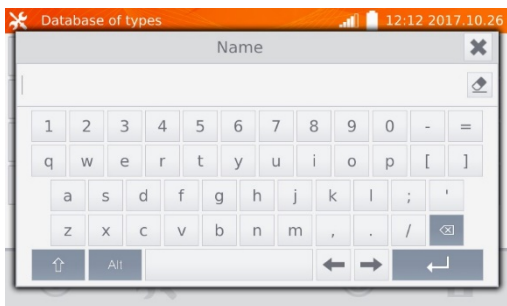 Database of types 12:12 2017.10.26
Name
1 2 3 4 5 6 7 8 9 0 - =
q w e r t y u i o p [ ]
a s d f g h j k l ; '
z x c v b n m , . /
Alt